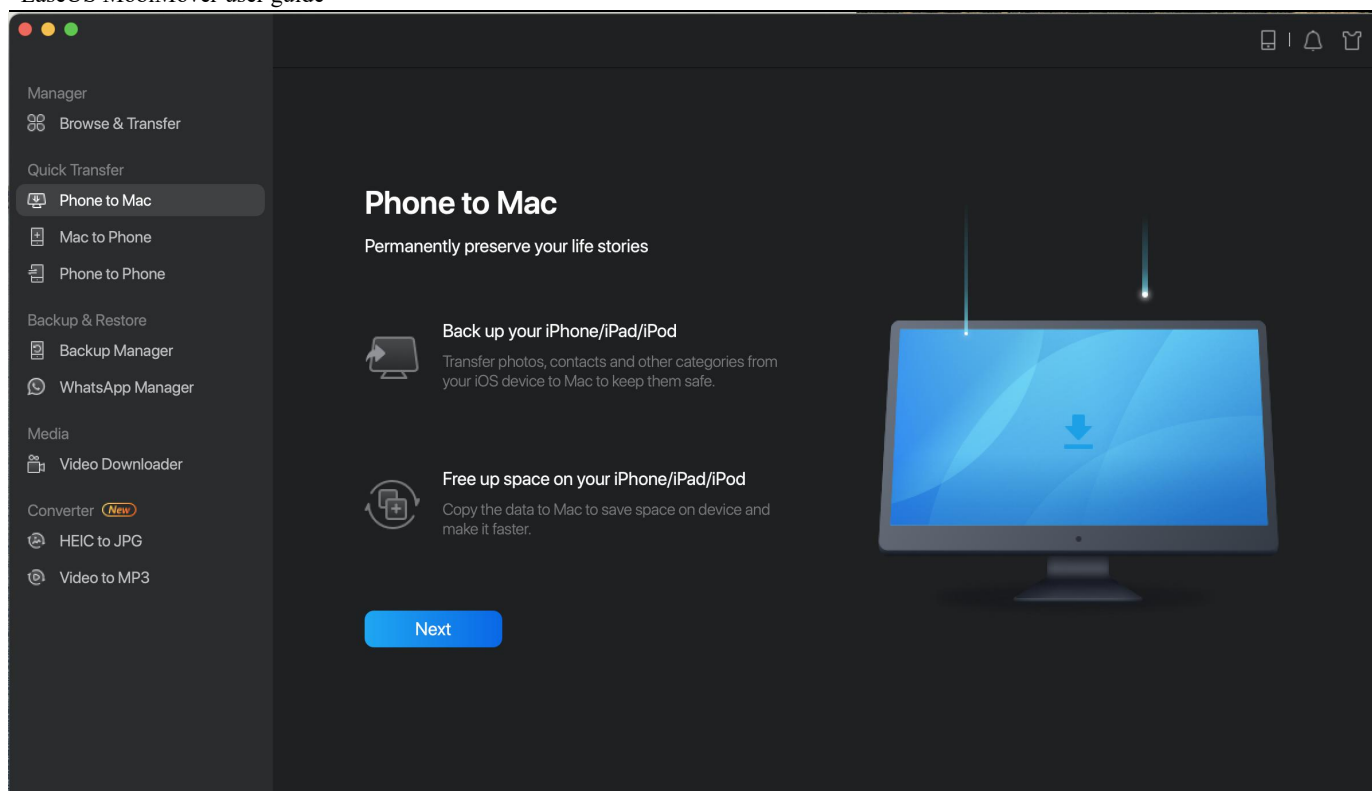 EaseUS MobiMover user guide
Manager
Browse & Transfer
Quick Transfer
Phone to Mac
Mac to Phone
Phone to Phone
Backup & Restore
Backup Manager
WhatsApp Manager
Media
Video Downloader
Converter New
HEIC to JPG
Video to MP3
Phone to Mac
Permanently preserve your life stories
Back up your iPhone/iPad/iPod
Transfer photos, contacts and other categories from
your iOS device to Mac to keep them safe.
Free up space on your iPhone/iPad/iPod
Copy the data to Mac to save space on device and
make it faster.
Next